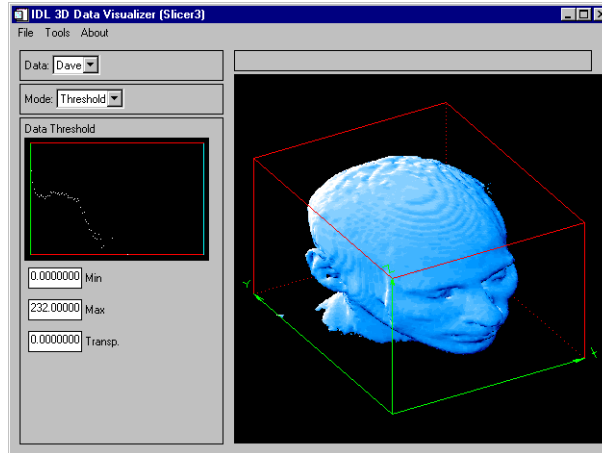 IDL 3D Data Visualizer (Slicer3)
File Tools About
Data: Dave
Mode: Threshold
Data Threshold
0.0000000 Min
232.00000 Max
0.0000000 Transp.
Y
X